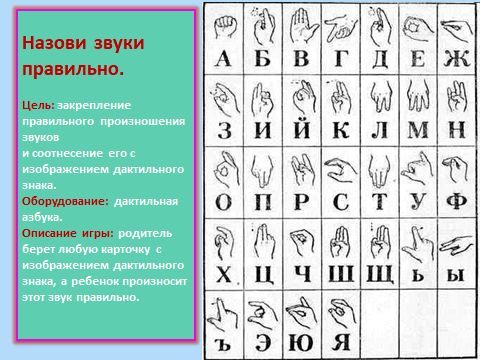 Назови звуки
правильно.
Цель: закрепление
правильного произношения
звуков
и соотнесение его с
изображением дактильного
знака.
Оборудование: дактильная
азбука.
Описание игры: родитель
берет любую карточку с
изображением дактильного
знака, а ребенок произносит
этот звук правильно.
А Б В Г Д Е Ж
З И Й К Л М Н
О П Р С Т У Ф
Х Ц Ч Ш Щ Ь Ы
Ъ Э Ю Я